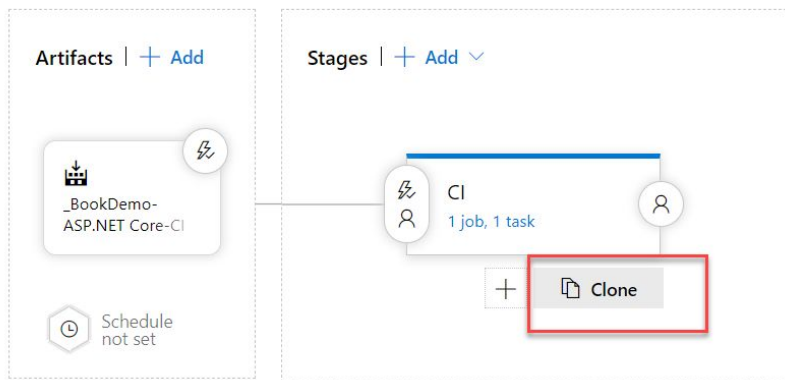 Artifacts | + Add
Stages | + Add
_BookDemo-
ASP.NET Core-CI
CI
1 job, 1 task
Clone
Schedule
not set